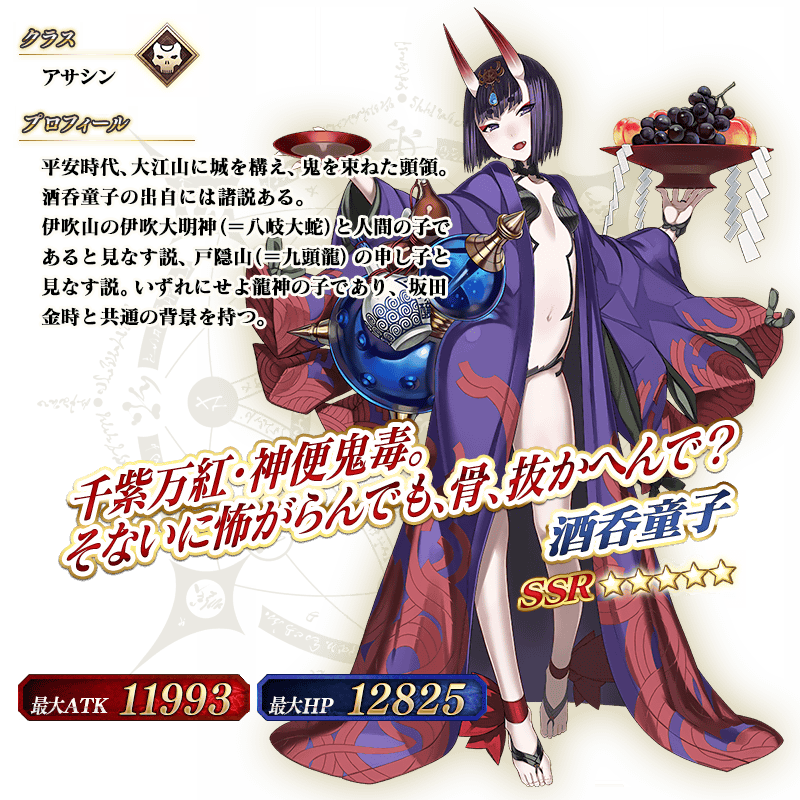 クラス
アサシン
プロフィール
平安時代、大江山に城を構え、鬼を束ねた頭領。
酒呑童子の出自には諸説ある。
伊吹山の伊吹大明神（＝八岐大蛇）と人間の子で
あると見なす説、戸隠山（＝九頭龍）の申し子と
見なす説。いずれにせよ龍神の子であり、坂田
金時と共通の背景を持つ。
千紫万紅・神便鬼毒。
そないに怖がらんでも、骨、抜かへんで？
酒呑童子
SSR
最大ATK 11993
最大HP 12825